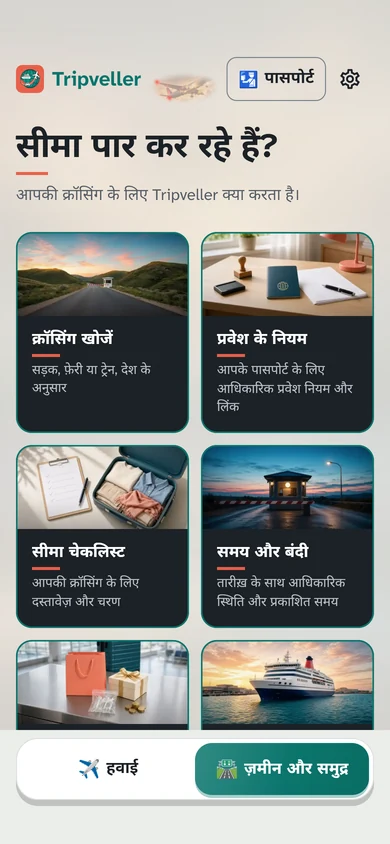 Tripveller
पासपोर्ट
सीमा पार कर रहे हैं?
आपकी क्रॉसिंग के लिए Tripveller क्या करता है।
क्रॉसिंग खोजें
सड़क, फ़ेरी या ट्रेन, देश के
अनुसार
प्रवेश के नियम
आपके पासपोर्ट के लिए
आधिकारिक प्रवेश नियम और
लिंक
सीमा चेकलिस्ट
आपकी क्रॉसिंग के लिए
दस्तावेज़ और चरण
समय और बंदी
तारीख़ के साथ आधिकारिक
स्थिति और प्रकाशित समय
हवाई
ज़मीन और समुद्र